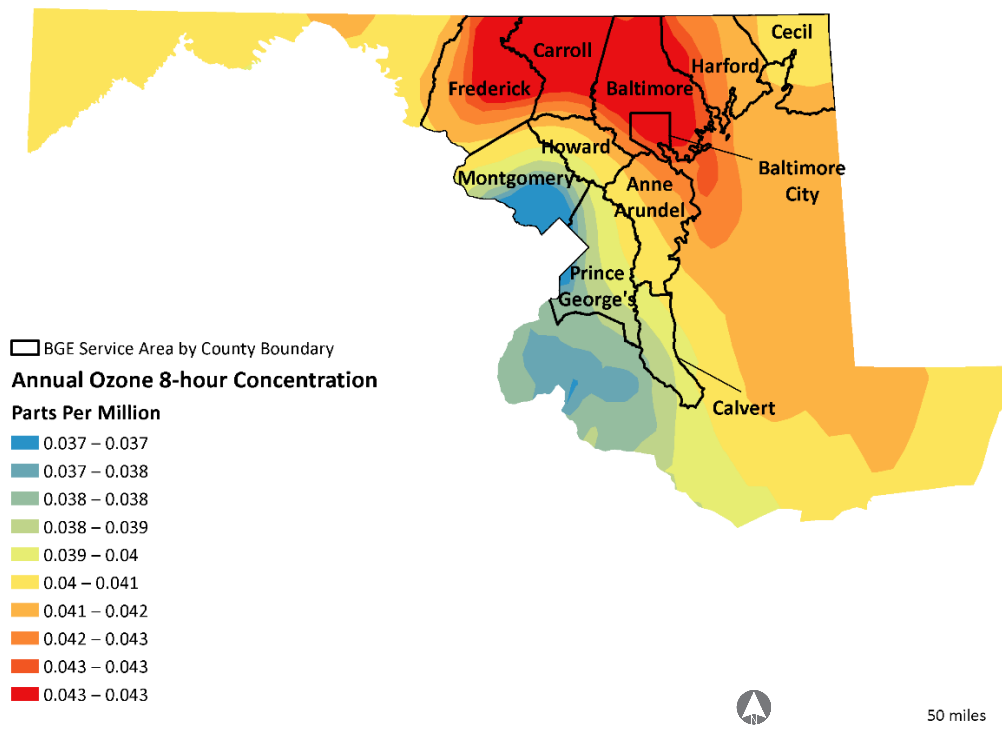 Cecil
Carroll
Harford
Frederick
Baltimore
Howard
Baltimore
City
Montgomery
Anne
Arundel
Prince
George's
Calvert
BGE Service Area by County Boundary
Annual Ozone 8-hour Concentration
Parts Per Million
0.037 – 0.037
0.037 – 0.038
0.038 – 0.038
0.038 – 0.039
0.039 – 0.04
0.04 – 0.041
0.041 – 0.042
0.042 – 0.043
0.043 – 0.043
0.043 – 0.043
N
50 miles